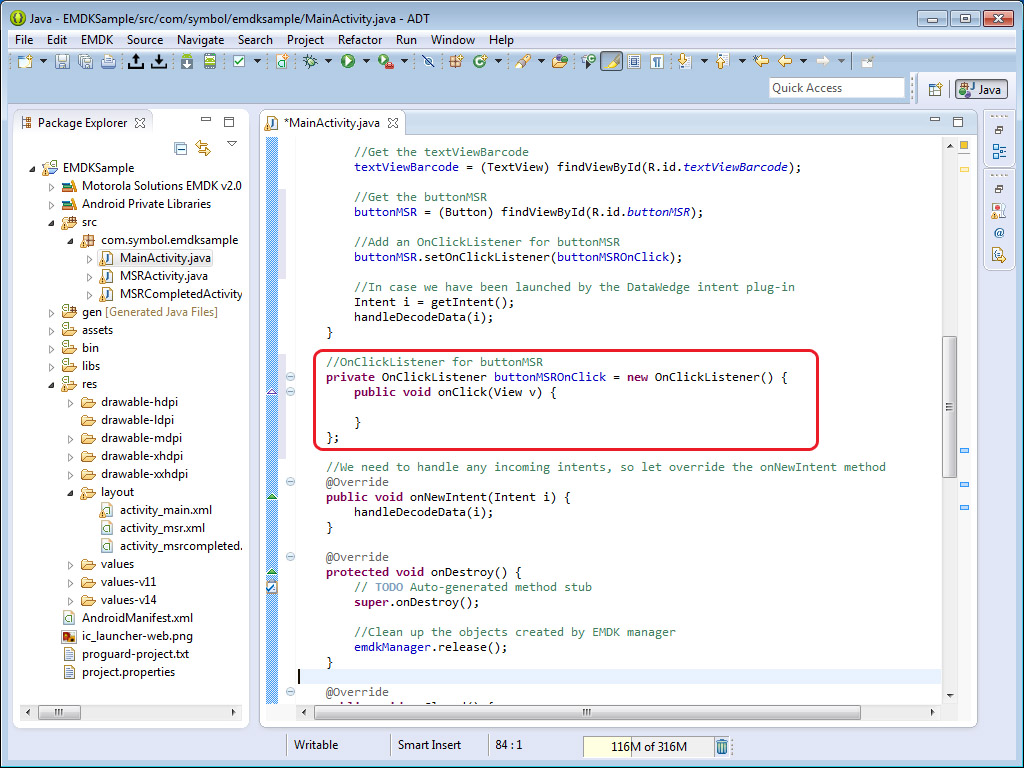 Java - EMDKSample/src/com/symbol/emdksample/MainActivity.java - ADT
File Edit EMDK Source Navigate Search Project Refactor Run Window Help
Quick Access
Java
Package Explorer
EMDKSample
Motorola Solutions EMDK v2.0
Android Private Libraries
src
com.symbol.emdksample
MainActivity.java
MSRActivity.java
MSRCompletedActivity
gen [Generated Java Files]
assets
bin
libs
res
drawable-hdpi
drawable-ldpi
drawable-mdpi
drawable-xhdpi
drawable-xxhdpi
layout
activity_main.xml
activity_msr.xml
activity_msrcompleted.
values
values-v11
values-v14
AndroidManifest.xml
ic_launcher-web.png
proguard-project.txt
project.properties
*MainActivity.java
//Get the textViewBarcode
textViewBarcode = (TextView) findViewById(R.id.textViewBarcode);
//Get the buttonMSR
buttonMSR = (Button) findViewById(R.id.buttonMSR);
//Add an OnClickListener for buttonMSR
buttonMSR.setOnClickListener(buttonMSROnClick);
//In case we have been launched by the DataWedge intent plug-in
Intent i = getIntent();
handleDecodeData(i);
}
//OnClickListener for buttonMSR
private OnClickListener buttonMSROnClick = new OnClickListener() {
public void onClick(View v) {
}
};
//We need to handle any incoming intents, so let override the onNewIntent method
@Override
public void onNewIntent(Intent i) {
handleDecodeData(i);
}
@Override
protected void onDestroy() {
// TODO Auto-generated method stub
super.onDestroy();
//Clean up the objects created by EMDK manager
emdkManager.release();
}
@Override
Writable Smart Insert 84 : 1 116M of 316M